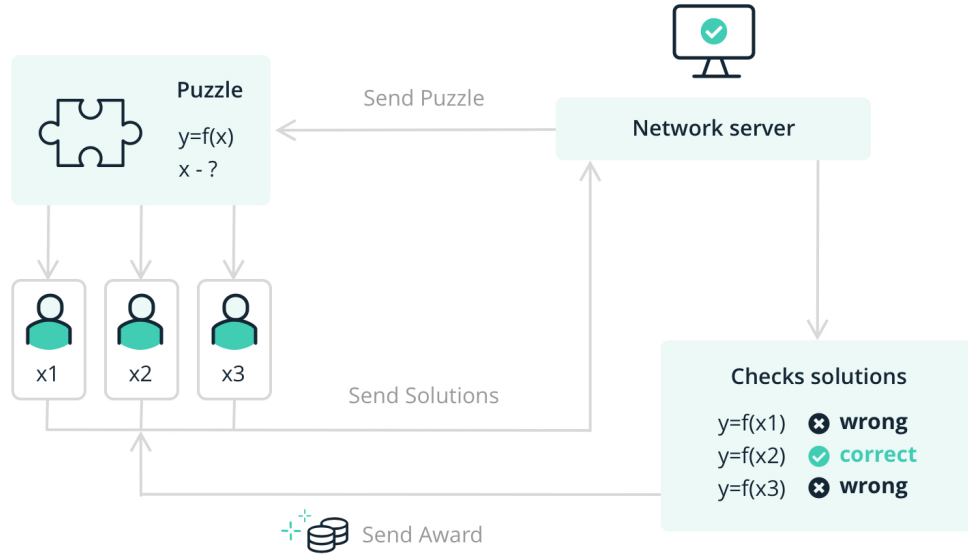 Puzzle
y=f(x)
x - ?
Send Puzzle
Network server
x1
x2
x3
Send Solutions
Checks solutions
y=f(x1) wrong
y=f(x2) correct
y=f(x3) wrong
Send Award